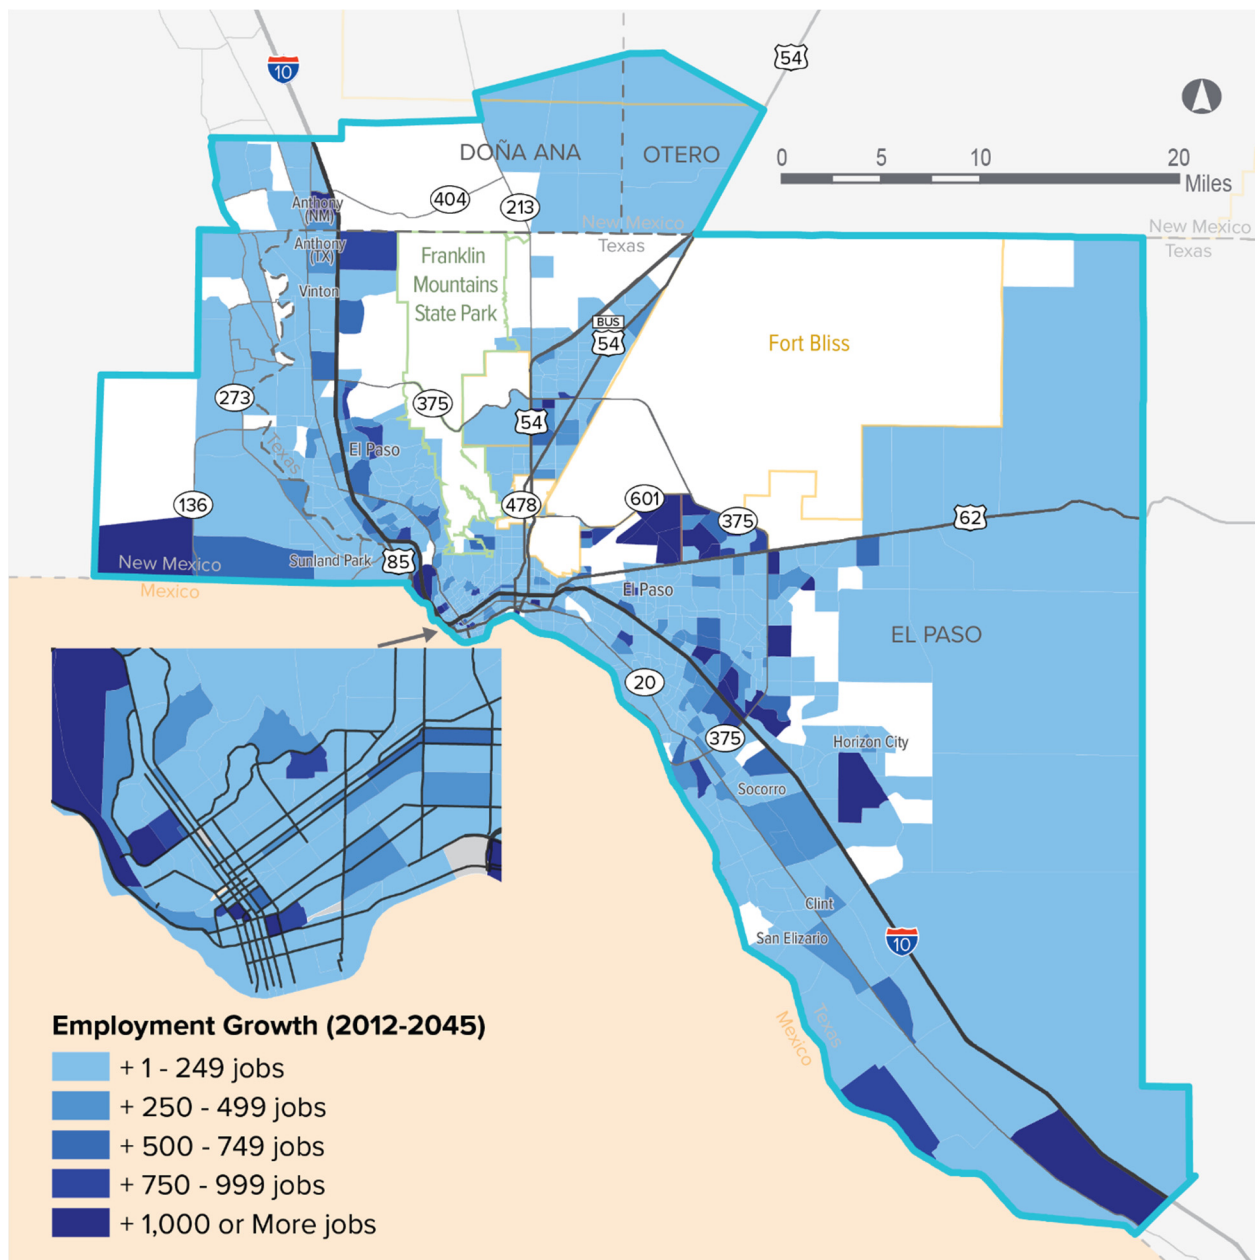 10
54
0
5
10
20
Miles
DOÑA ANA
OTERO
404
213
Anthony
(NM)
New Mexico
Texas
New Mexico
Texas
Anthony
(TX)
Franklin
Mountains
State Park
Vinton
BUS
54
Fort Bliss
273
375
54
Texas
El Paso
136
478
601
375
62
New Mexico
Mexico
Sunland Park
85
El Paso
EL PASO
20
375
Horizon City
Socorro
Clint
San Elizario
10
Texas
Mexico
Employment Growth (2012-2045)
+ 1 - 249 jobs
+ 250 - 499 jobs
+ 500 - 749 jobs
+ 750 - 999 jobs
+ 1,000 or More jobs